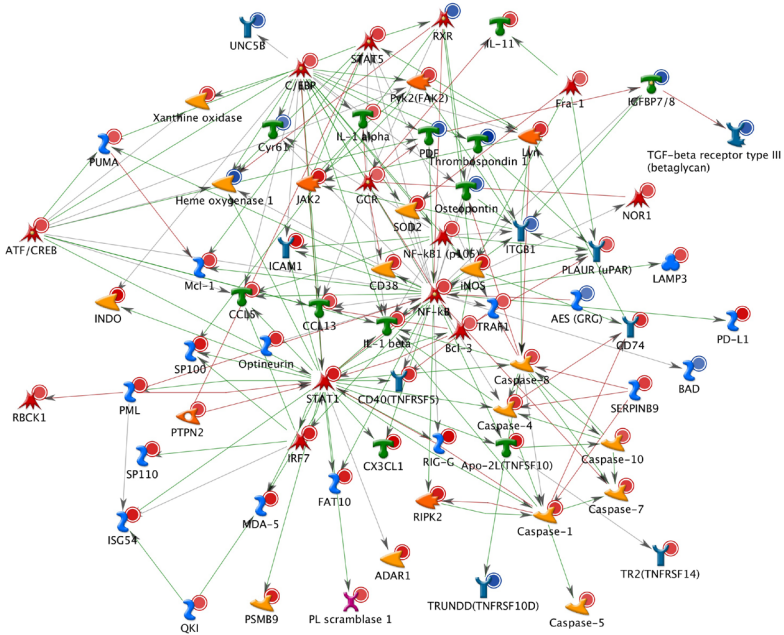 UNC5B
RXR
IL-11
STAT5
C/EBP
Pyk2(FAK2)
Fra-1
IGFBP7/8
Xanthine oxidase
IL-1 alpha
Cyr61
PDF
Thrombospondin 1
Lyn
TGF-beta receptor type III
(betaglycan)
PUMA
Heme oxygenase 1
JAK2
GCR
Osteopontin
SOD2
NOR1
ATF/CREB
NF-kB1 (p105)
ITGB1
ICAM1
Mcl-1
CD38
iNOS
PLAUR (uPAR)
LAMP3
INDO
CCL5
CCL13
NF-kB
TRAF1
AES (GRG)
PD-L1
IL-1 beta
Bcl-3
CD74
SP100
Optineurin
Caspase-8
BAD
RBCK1
PML
STAT1
CD40(TNFRSF5)
SERPINB9
PTPN2
Caspase-4
SP110
IRF7
CX3CL1
RIG-G
Apo-2L(TNFSF10)
Caspase-10
FAT10
Caspase-7
ISG54
MDA-5
RIPK2
Caspase-1
ADAR1
TR2(TNFRSF14)
QKI
PSMB9
PL scramblase 1
TRUNDD(TNFRSF10D)
Caspase-5